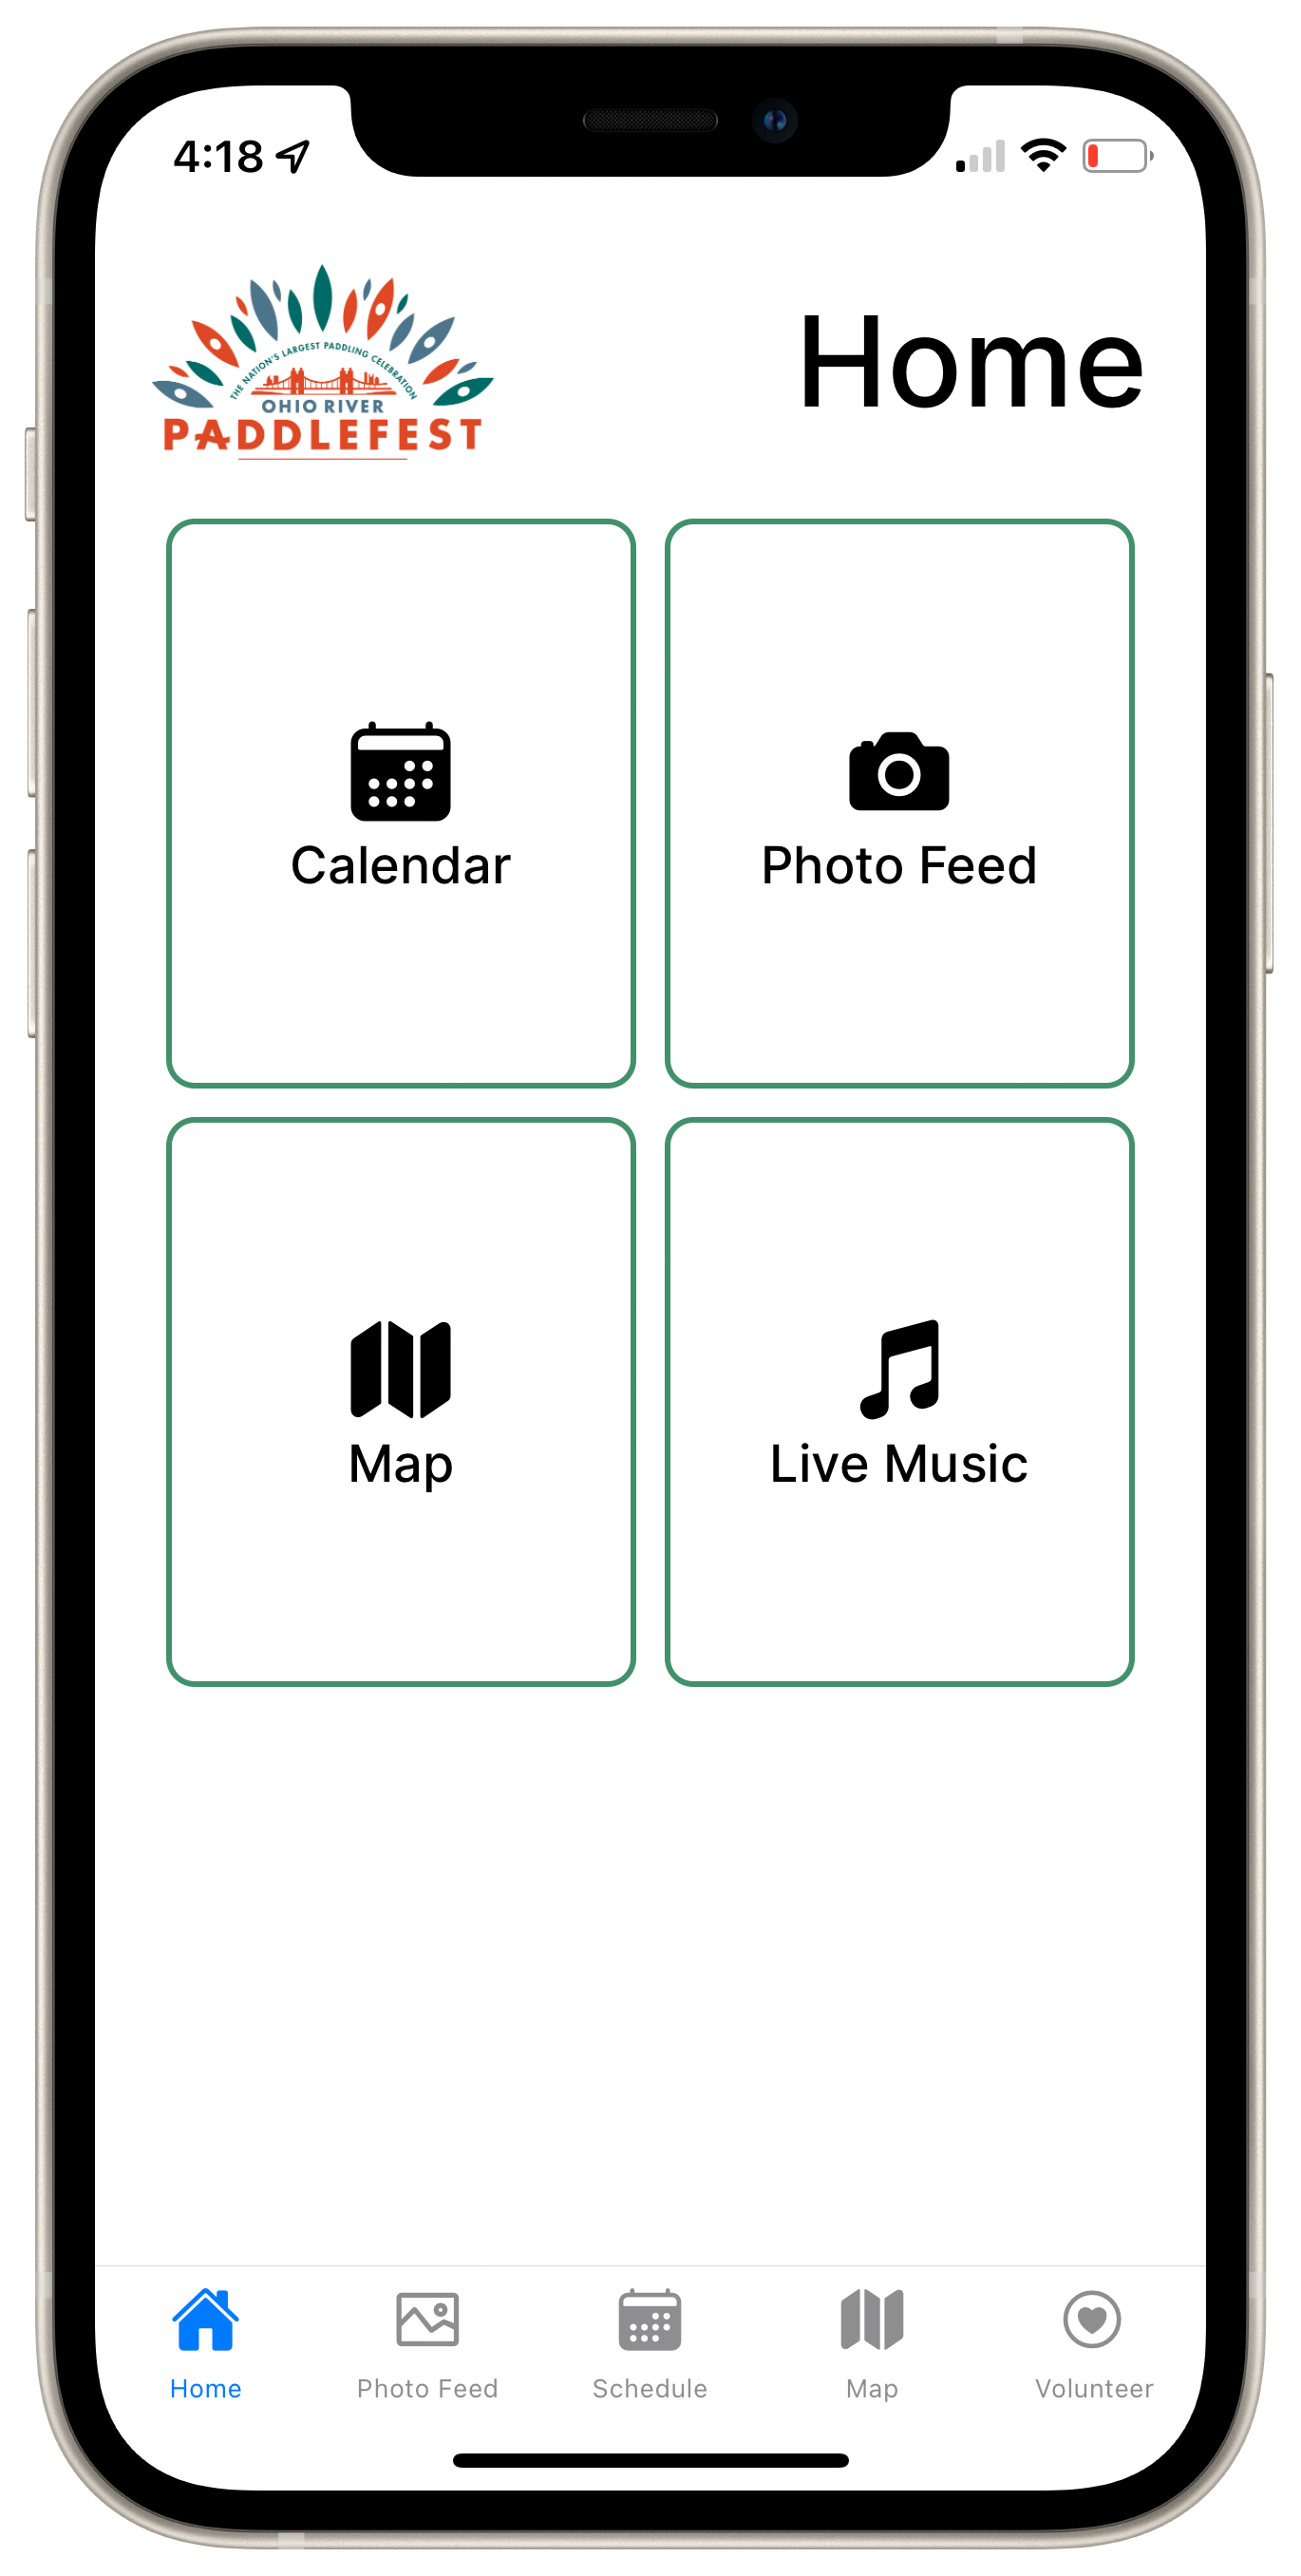 4:18
Home
THE NATION'S LARGEST PADDLING CELEBRATION
OHIO RIVER
PADDLEFEST
Calendar
Photo Feed
Map
Live Music
Home
Photo Feed
Schedule
Map
Volunteer